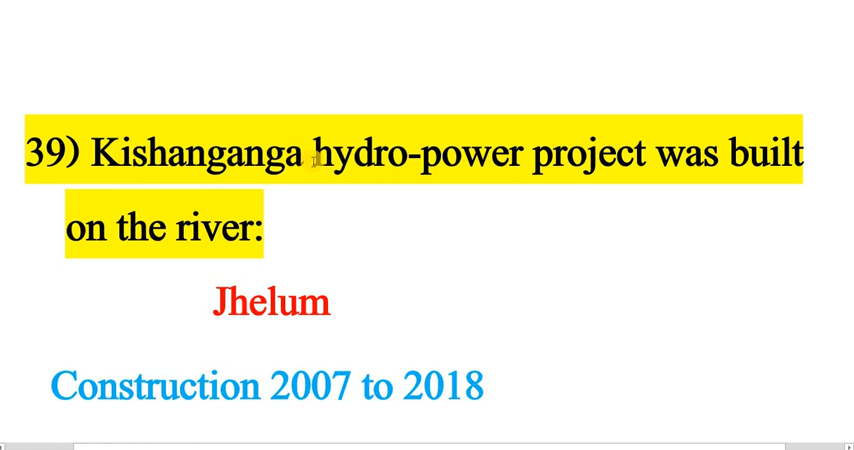 39) Kishanganga hydro-power project was built
on the river:
Jhelum
Construction 2007 to 2018